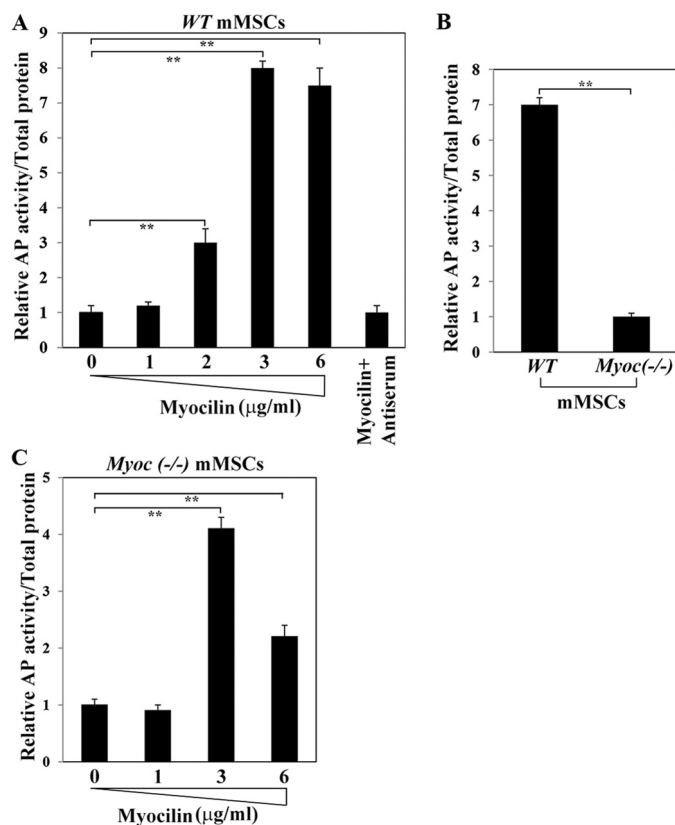 A
WT mMSCs
Relative AP activity/Total protein
9
8
7
6
5
4
3
2
1
0
**
**
**
0 1 2 3 6
Myocilin (μg/ml)
Myocilin+
Antiserum
B
Relative AP activity/Total protein
8
7
6
5
4
3
2
1
0
**
WT Myoc(-/-)
mMSCs
C
Myoc (-/-) mMSCs
Relative AP activity/Total protein
5
4
3
2
1
0
**
**
0 1 3 6
Myocilin (μg/ml)